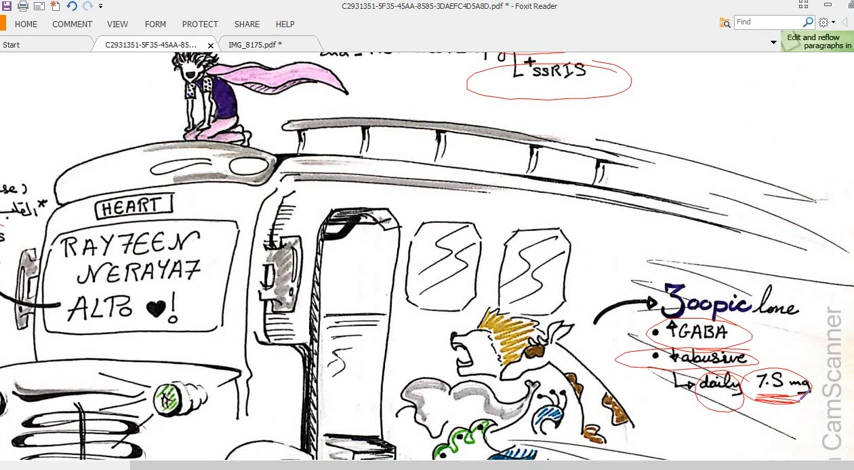 C2931351-5F35-45AA-8585-3DAEFC4D5A8D.pdf * - Foxit Reader
HOME COMMENT VIEW FORM PROTECT SHARE HELP
Find
Start
C2931351-5F35-45AA-85...
IMG_8175.pdf *
Edit and reflow
paragraphs in
+ SSRIS
HEART
RAY7EEN
NERAYA7
ALPO ♥!
Zoopiclone
• ↑GABA
• ↓abusive
↳ daily 7.5 mg
CamScanner